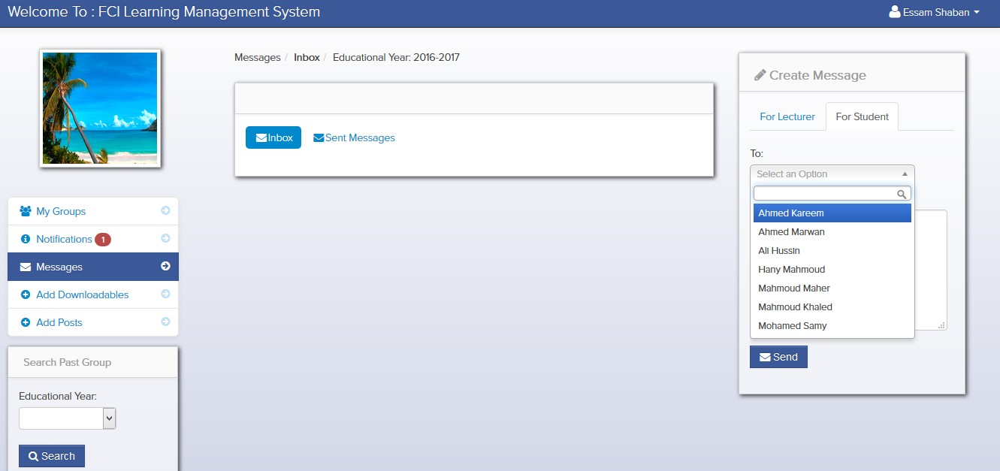 Welcome To : FCI Learning Management System
Essam Shaban
Messages / Inbox / Educational Year: 2016-2017
Inbox
Sent Messages
My Groups
Notifications 1
Messages
Add Downloadables
Add Posts
Search Past Group
Educational Year:
Search
Create Message
For Lecturer
For Student
To:
Select an Option
Ahmed Kareem
Ahmed Marwan
Ali Hussin
Hany Mahmoud
Mahmoud Maher
Mahmoud Khaled
Mohamed Samy
Send